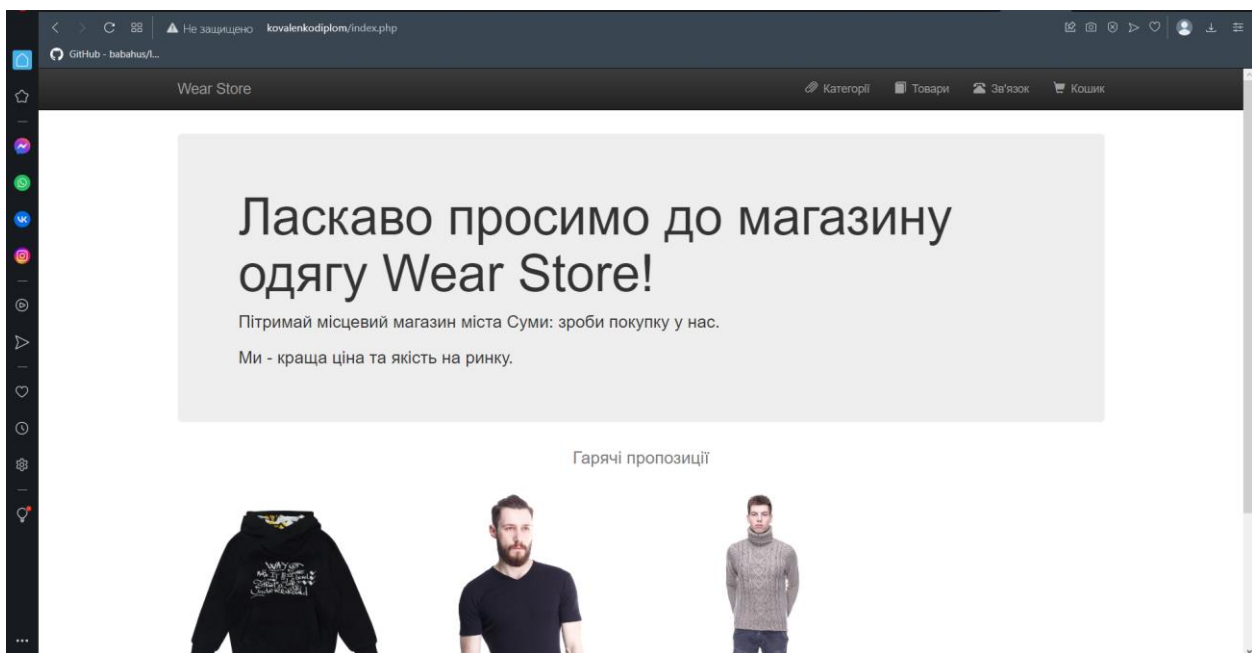 Не защищено kovalenkodiplom/index.php
GitHub - babahus/l...
Wear Store
Категорії
Товари
Зв'язок
Кошик
Ласкаво просимо до магазину
одягу Wear Store!
Пітримай місцевий магазин міста Суми: зроби покупку у нас.
Ми - краща ціна та якість на ринку.
Гарячі пропозиції